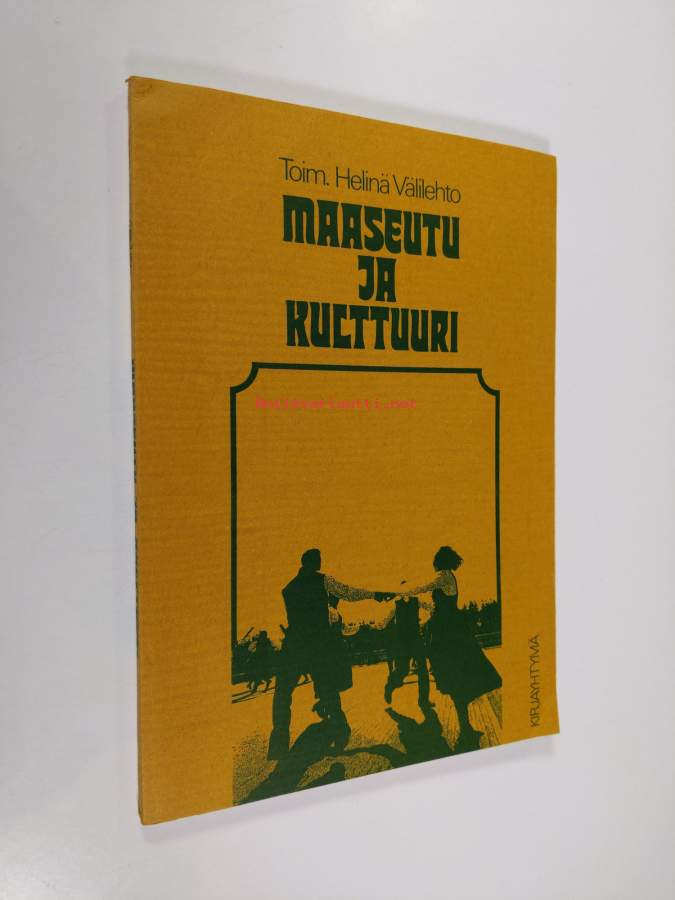 Toim. Helinä Välilehto
MAASEUTU
JA
KULTTUURI
KIRJAYHTYMÄ